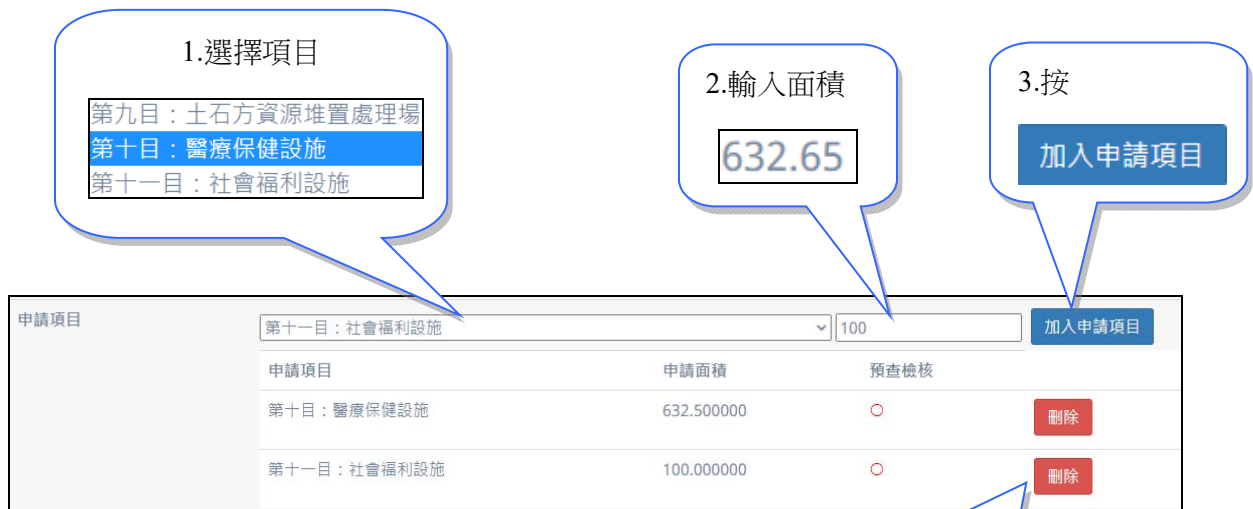 1.選擇項目
第九目：土石方資源堆置處理場
第十目：醫療保健設施
第十一目：社會福利設施
2.輸入面積
632.65
3.按
加入申請項目
申請項目
第十一目：社會福利設施 100 加入申請項目
申請項目 申請面積 預查檢核
第十目：醫療保健設施 632.500000 ○ 刪除
第十一目：社會福利設施 100.000000 ○ 刪除